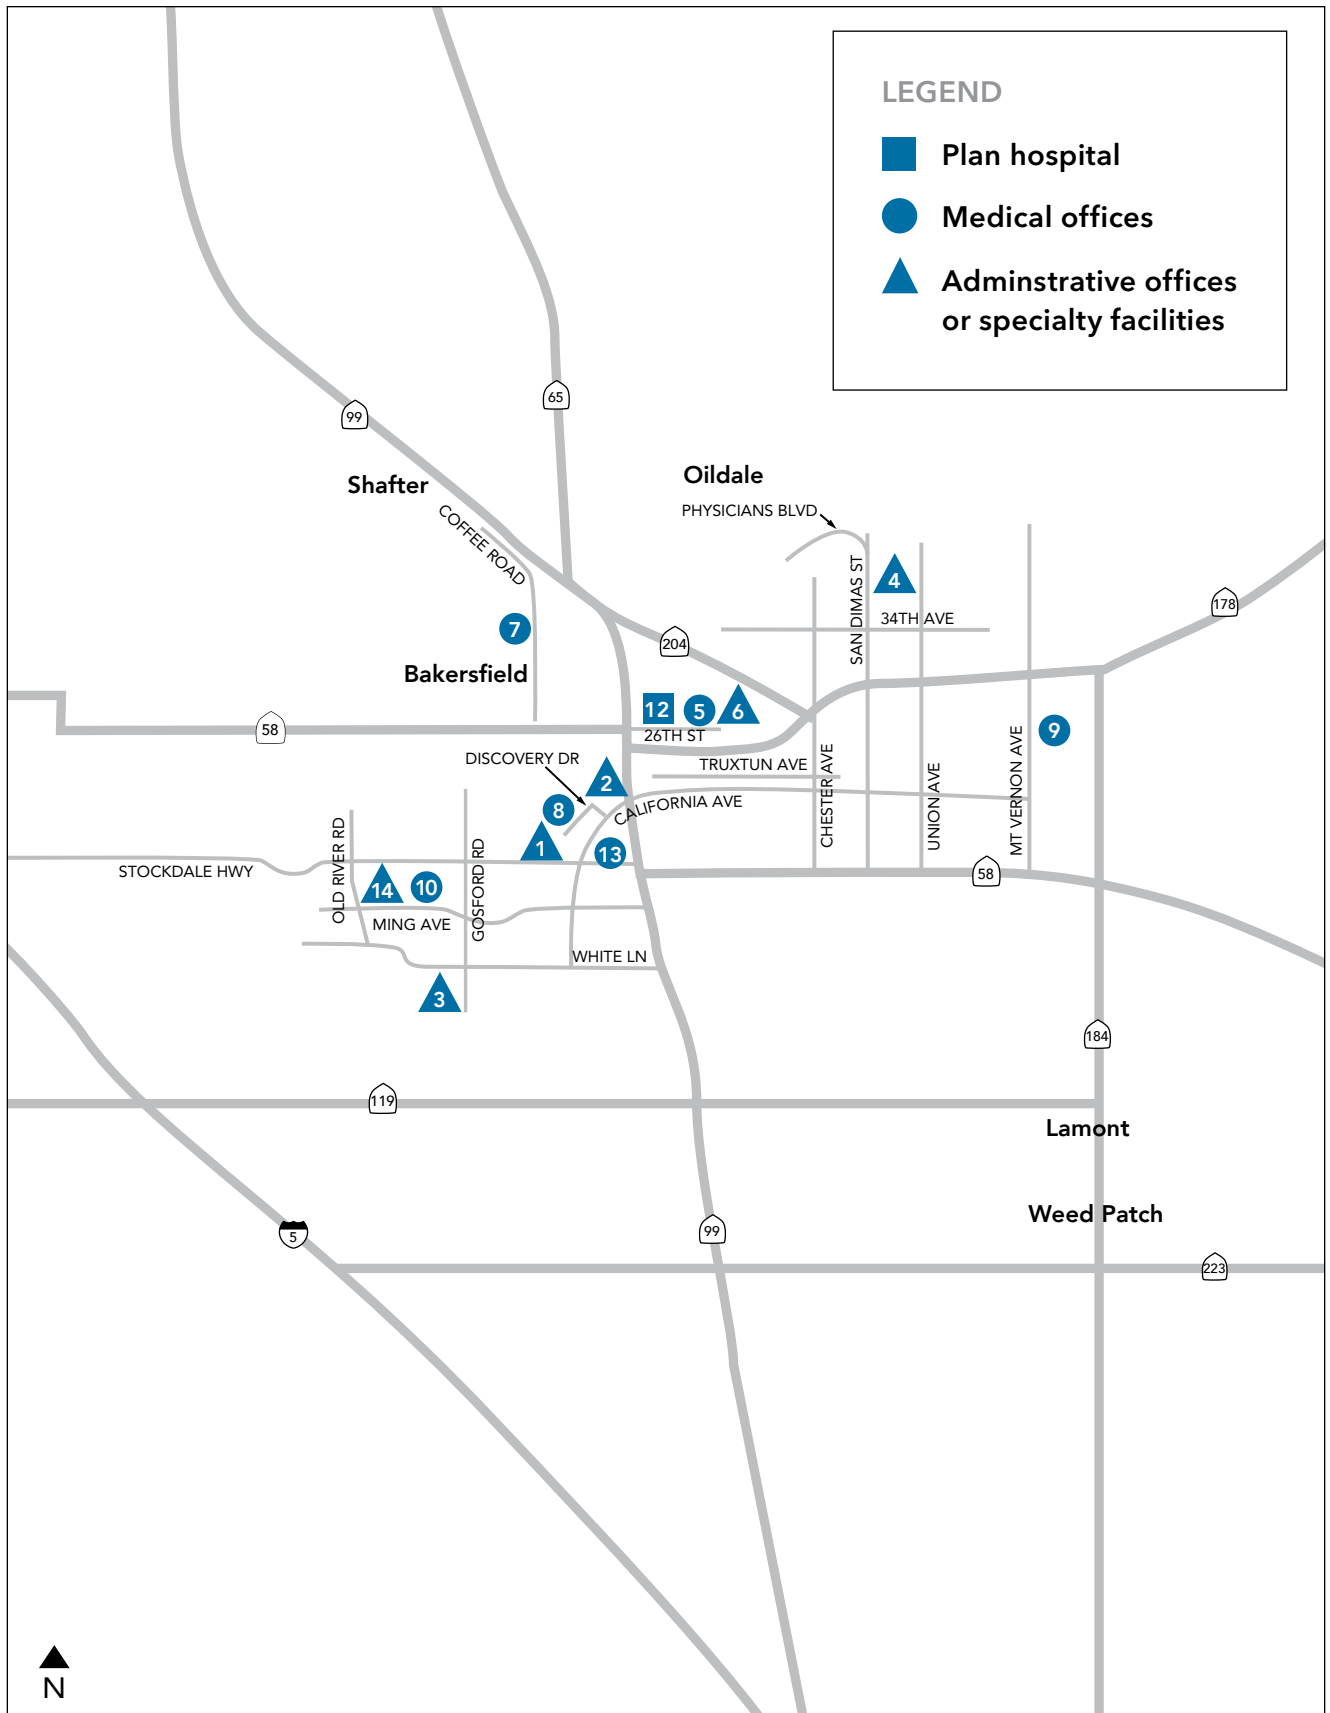 LEGEND
Plan hospital
Medical offices
Adminstrative offices
or specialty facilities
65
99
Oildale
Shafter
PHYSICIANS BLVD
COFFEE ROAD
SAN DIMAS ST
4
178
34TH AVE
7
204
Bakersfield
12
5
6
58
26TH ST
9
DISCOVERY DR
TRUXTUN AVE
2
CHESTER AVE
UNION AVE
MT VERNON AVE
8
CALIFORNIA AVE
1
13
STOCKDALE HWY
OLD RIVER RD
14
10
GOSFORD RD
58
MING AVE
WHITE LN
3
184
119
Lamont
Weed Patch
5
99
223
N